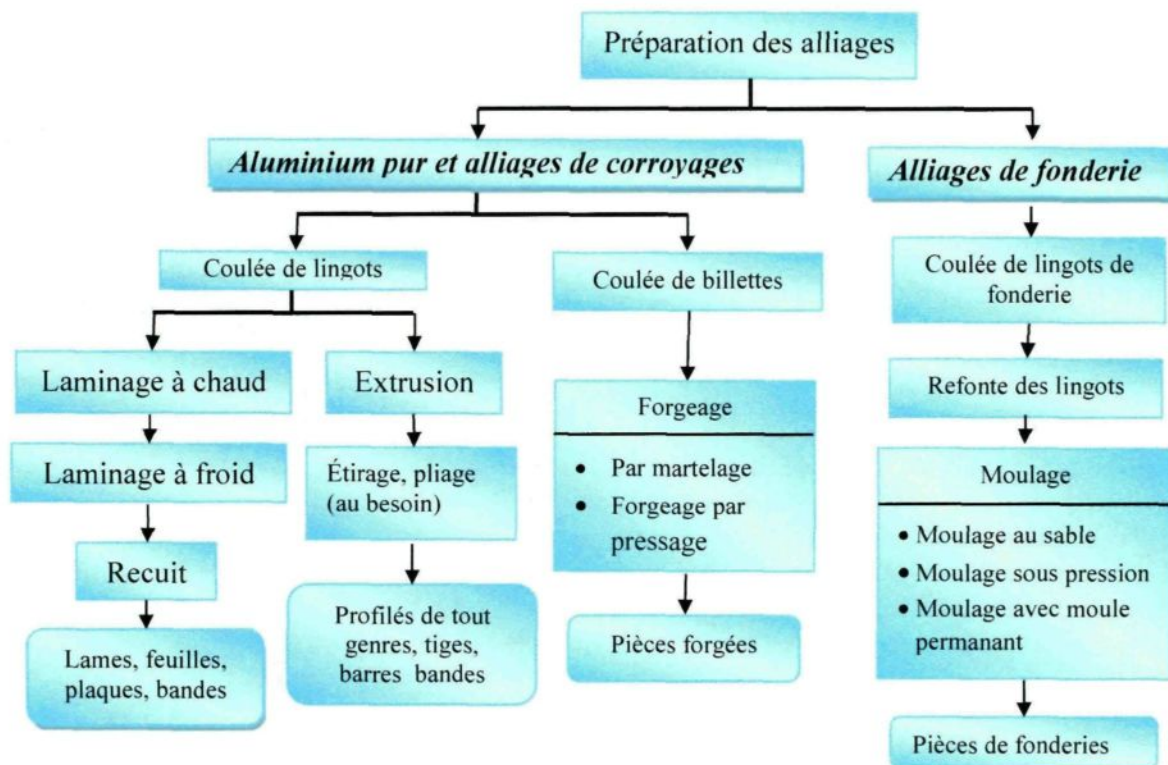 Préparation des alliages
Aluminium pur et alliages de corroyages
Alliages de fonderie
Coulée de lingots
Coulée de billettes
Coulée de lingots de
fonderie
Laminage à chaud
Extrusion
Forgeage
Refonte des lingots
Laminage à froid
Étirage, pliage
(au besoin)
• Par martelage
• Forgeage par
pressage
Moulage
• Moulage au sable
• Moulage sous pression
• Moulage avec moule
permanant
Recuit
Lames, feuilles,
plaques, bandes
Profilés de tout
genres, tiges,
barres bandes
Pièces forgées
Pièces de fonderies